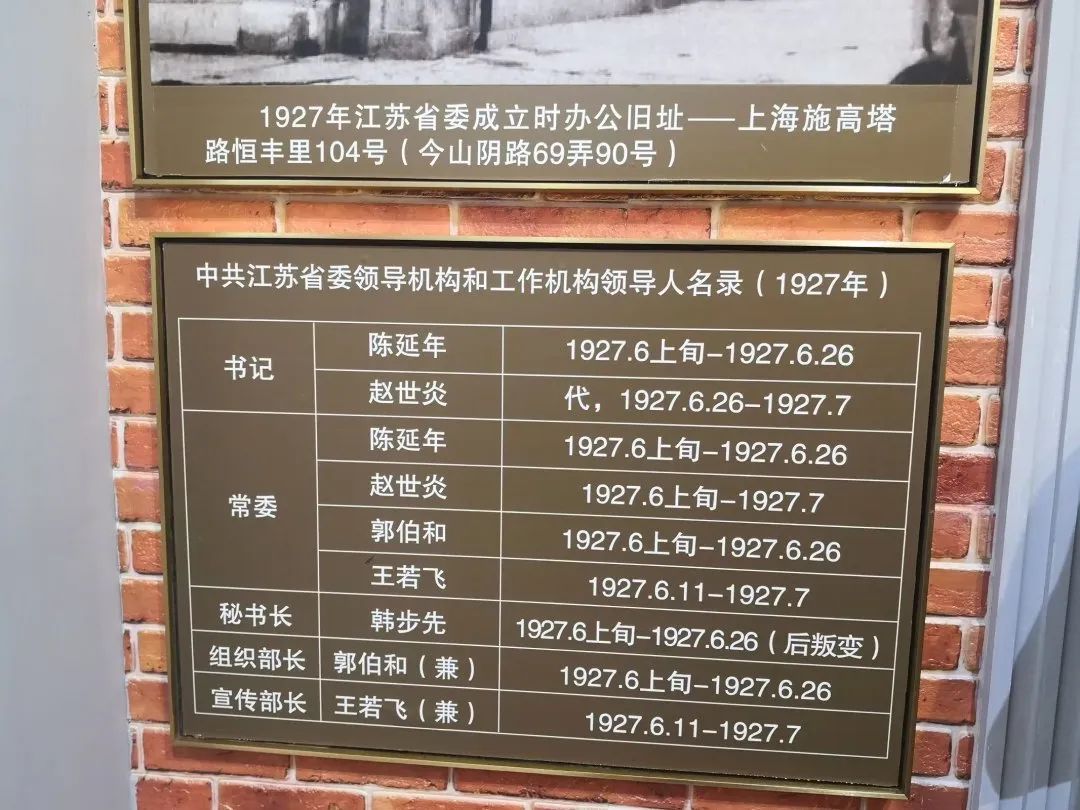 1927年江苏省委成立时办公旧址——上海施高塔
路恒丰里104号（今山阴路69弄90号）
中共江苏省委领导机构和工作机构领导人名录（1927年）
书记
陈延年 1927.6上旬-1927.6.26
赵世炎 代，1927.6.26-1927.7
常委
陈延年 1927.6上旬-1927.6.26
赵世炎 1927.6上旬-1927.7
郭伯和 1927.6上旬-1927.6.26
王若飞 1927.6.11-1927.7
秘书长 韩步先 1927.6上旬-1927.6.26（后叛变）
组织部长 郭伯和（兼） 1927.6上旬-1927.6.26
宣传部长 王若飞（兼） 1927.6.11-1927.7